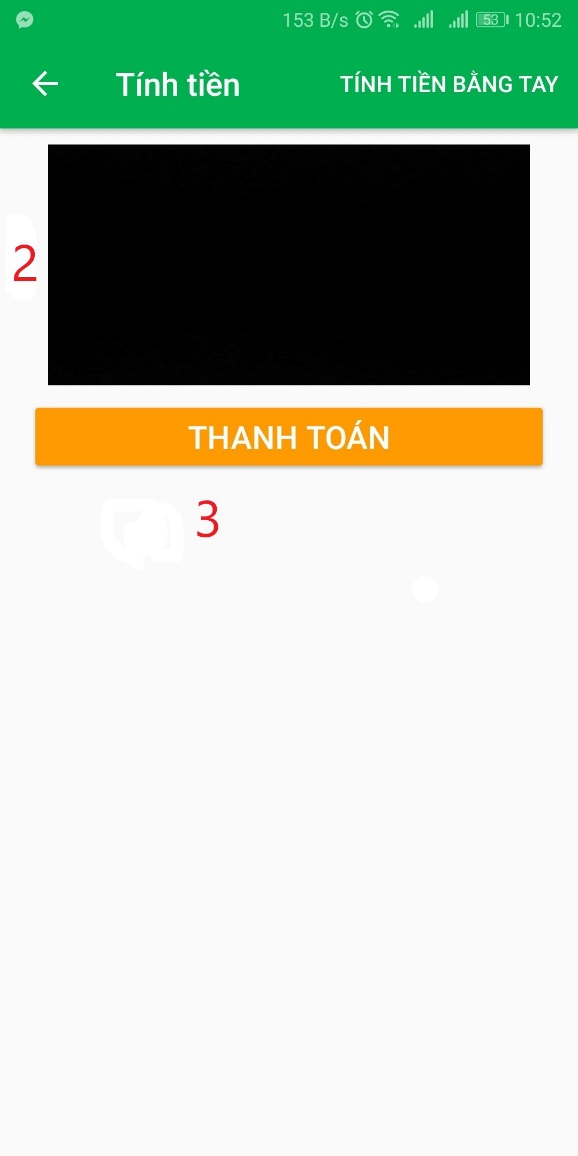 153 B/s 53 10:52
Tính tiền TÍNH TIỀN BẰNG TAY
2
THANH TOÁN
3